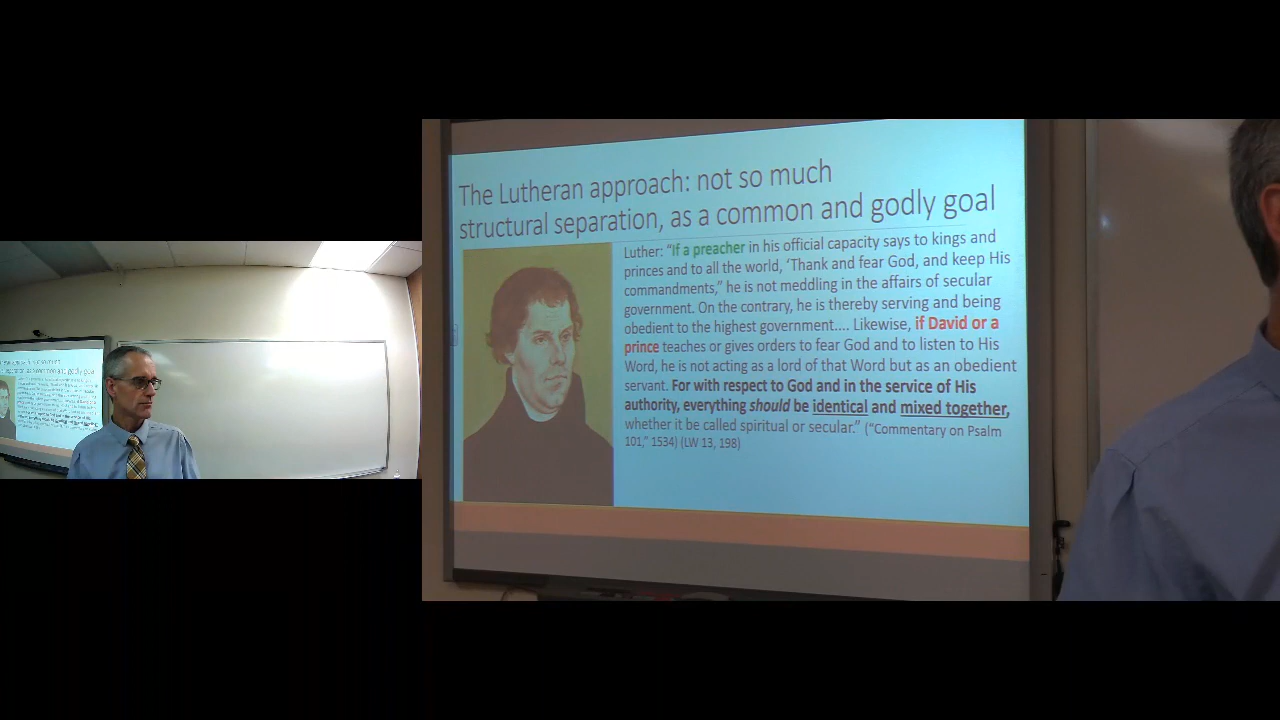 The Lutheran approach: not so much
structural separation, as a common and godly goal
Luther: “If a preacher in his official capacity says to kings and
princes and to all the world, ‘Thank and fear God, and keep His
commandments,” he is not meddling in the affairs of secular
government. On the contrary, he is thereby serving and being
obedient to the highest government.... Likewise, if David or a
prince teaches or gives orders to fear God and to listen to His
Word, he is not acting as a lord of that Word but as an obedient
servant. For with respect to God and in the service of His
authority, everything should be identical and mixed together,
whether it be called spiritual or secular.” (“Commentary on Psalm
101,” 1534) (LW 13, 198)